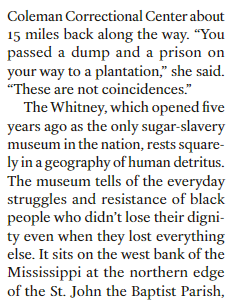 Coleman Correctional Center about
15 miles back along the way. “You
passed a dump and a prison on
your way to a plantation,” she said.
“These are not coincidences.”
The Whitney, which opened five
years ago as the only sugar-slavery
museum in the nation, rests square-
ly in a geography of human detritus.
The museum tells of the everyday
struggles and resistance of black
people who didn’t lose their digni-
ty even when they lost everything
else. It sits on the west bank of the
Mississippi at the northern edge
of the St. John the Baptist Parish,